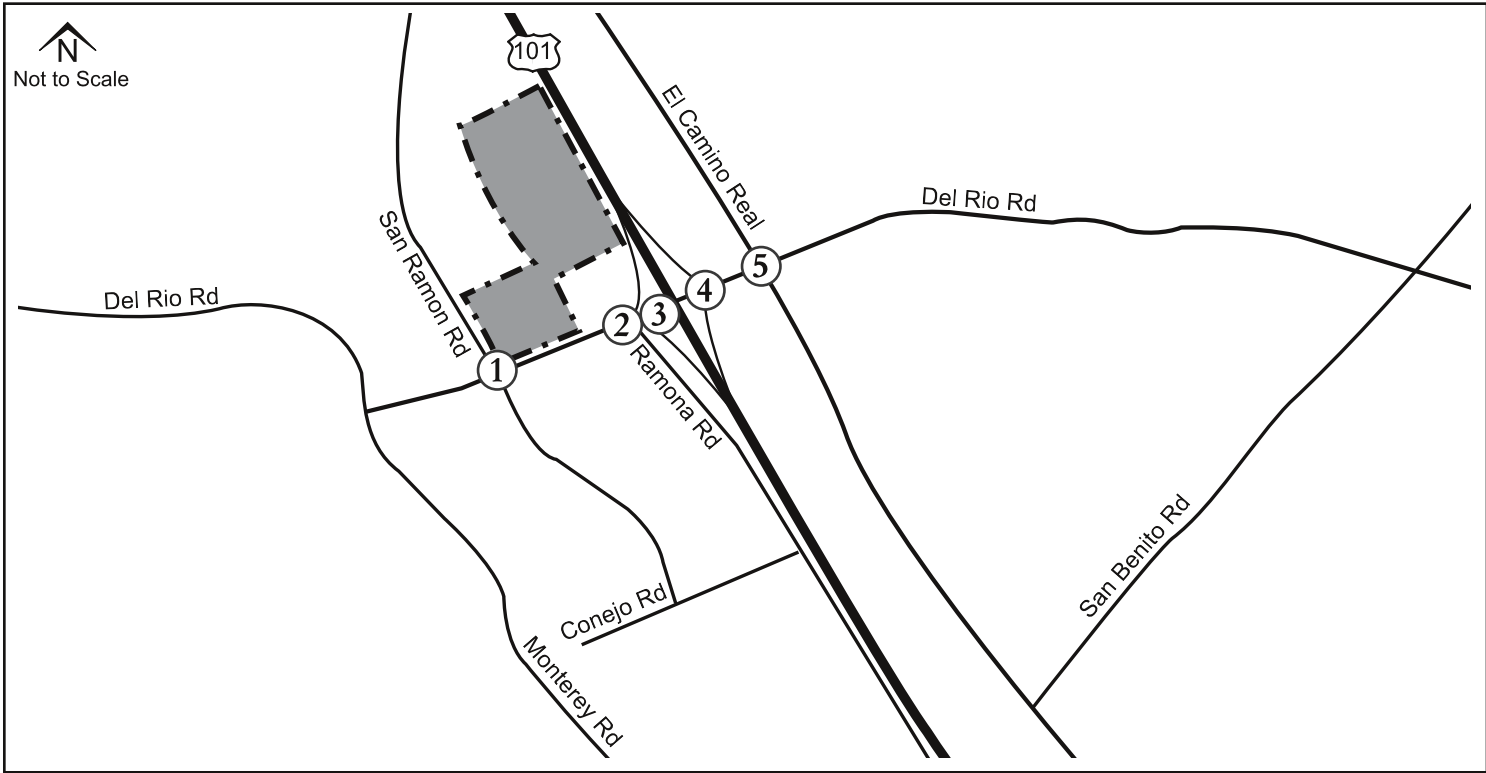 N
Not to Scale
101
El Camino Real
Del Rio Rd
San Ramon Rd
Del Rio Rd
5
4
3
2
1
Ramona Rd
San Benito Rd
Conejo Rd
Monterey Rd